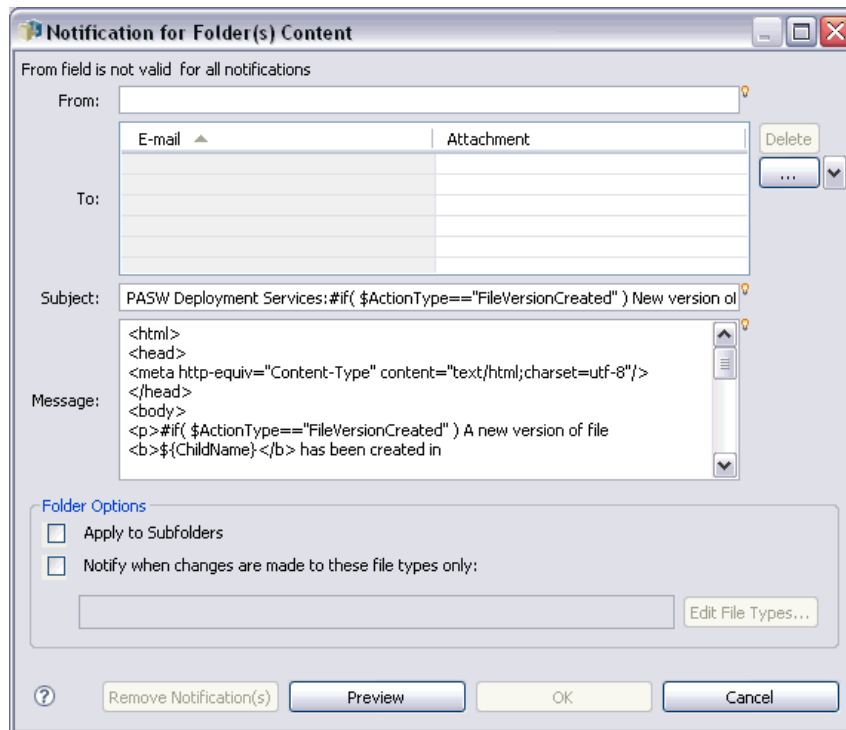 Notification for Folder(s) Content
From field is not valid for all notifications
From:
E-mail Attachment
Delete
...
To:
Subject: PASW Deployment Services:#if( $ActionType=="FileVersionCreated" ) New version of
<html>
<head>
<meta http-equiv="Content-Type" content="text/html;charset=utf-8"/>
</head>
Message:
<body>
<p>#if( $ActionType=="FileVersionCreated" ) A new version of file
<b>${ChildName}</b> has been created in
Folder Options
Apply to Subfolders
Notify when changes are made to these file types only:
Edit File Types...
? Remove Notification(s) Preview OK Cancel